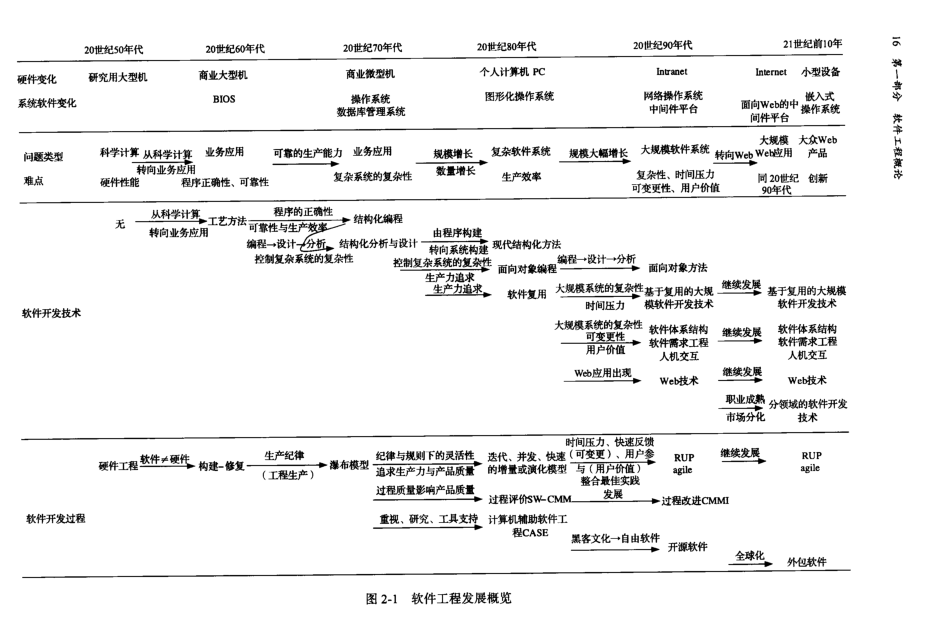 16 第一部分 软件工程概论
20世纪50年代 20世纪60年代 20世纪70年代 20世纪80年代 20世纪90年代 21世纪前10年
硬件变化 研究用大型机 商业大型机 商业微型机 个人计算机 PC Intranet Internet 小型设备
系统软件变化 BIOS 操作系统 图形化操作系统 网络操作系统 面向Web的中 嵌入式
数据库管理系统 中间件平台 间件平台 操作系统
问题类型 科学计算 从科学计算 业务应用 可靠的生产能力 业务应用 规模增长 复杂软件系统 规模大幅增长 大规模软件系统 转向Web 大规模 大众Web
转向业务应用 数量增长 Web应用 产品
难点 硬件性能 程序正确性、可靠性 复杂系统的复杂性 生产效率 复杂性、时间压力 同 20世纪 创新
可变更性、用户价值 90年代
无 从科学计算 工艺方法 程序的正确性 结构化编程
转向业务应用 可靠性与生产效率
编程→设计→分析 结构化分析与设计 由程序构建 现代结构化方法
控制复杂系统的复杂性 转向系统构建
控制复杂系统的复杂性 面向对象编程 编程→设计→分析 面向对象方法
生产力追求
软件开发技术
生产力追求 软件复用 大规模系统的复杂性 基于复用的大规 继续发展 基于复用的大规模
时间压力 模软件开发技术 软件开发技术
大规模系统的复杂性 软件体系结构 继续发展 软件体系结构
可变更性 软件需求工程 软件需求工程
用户价值 人机交互 人机交互
Web应用出现 Web技术 继续发展 Web技术
职业成熟 分领域的软件开发
市场分化 技术
硬件工程 软件≠硬件 构建–修复 生产纪律 瀑布模型 纪律与规则下的灵活性 迭代、并发、快速 时间压力、快速反馈 RUP 继续发展 RUP
（工程生产） 追求生产力与产品质量 的增量或演化模型 （可变更）、用户参 agile agile
与（用户价值）
整合最佳实践
过程质量影响产品质量 过程评价SW-CMM 发展 过程改进CMMI
软件开发过程
重视、研究、工具支持 计算机辅助软件工
程CASE
黑客文化→自由软件 开源软件
全球化 外包软件
图 2-1 软件工程发展概览